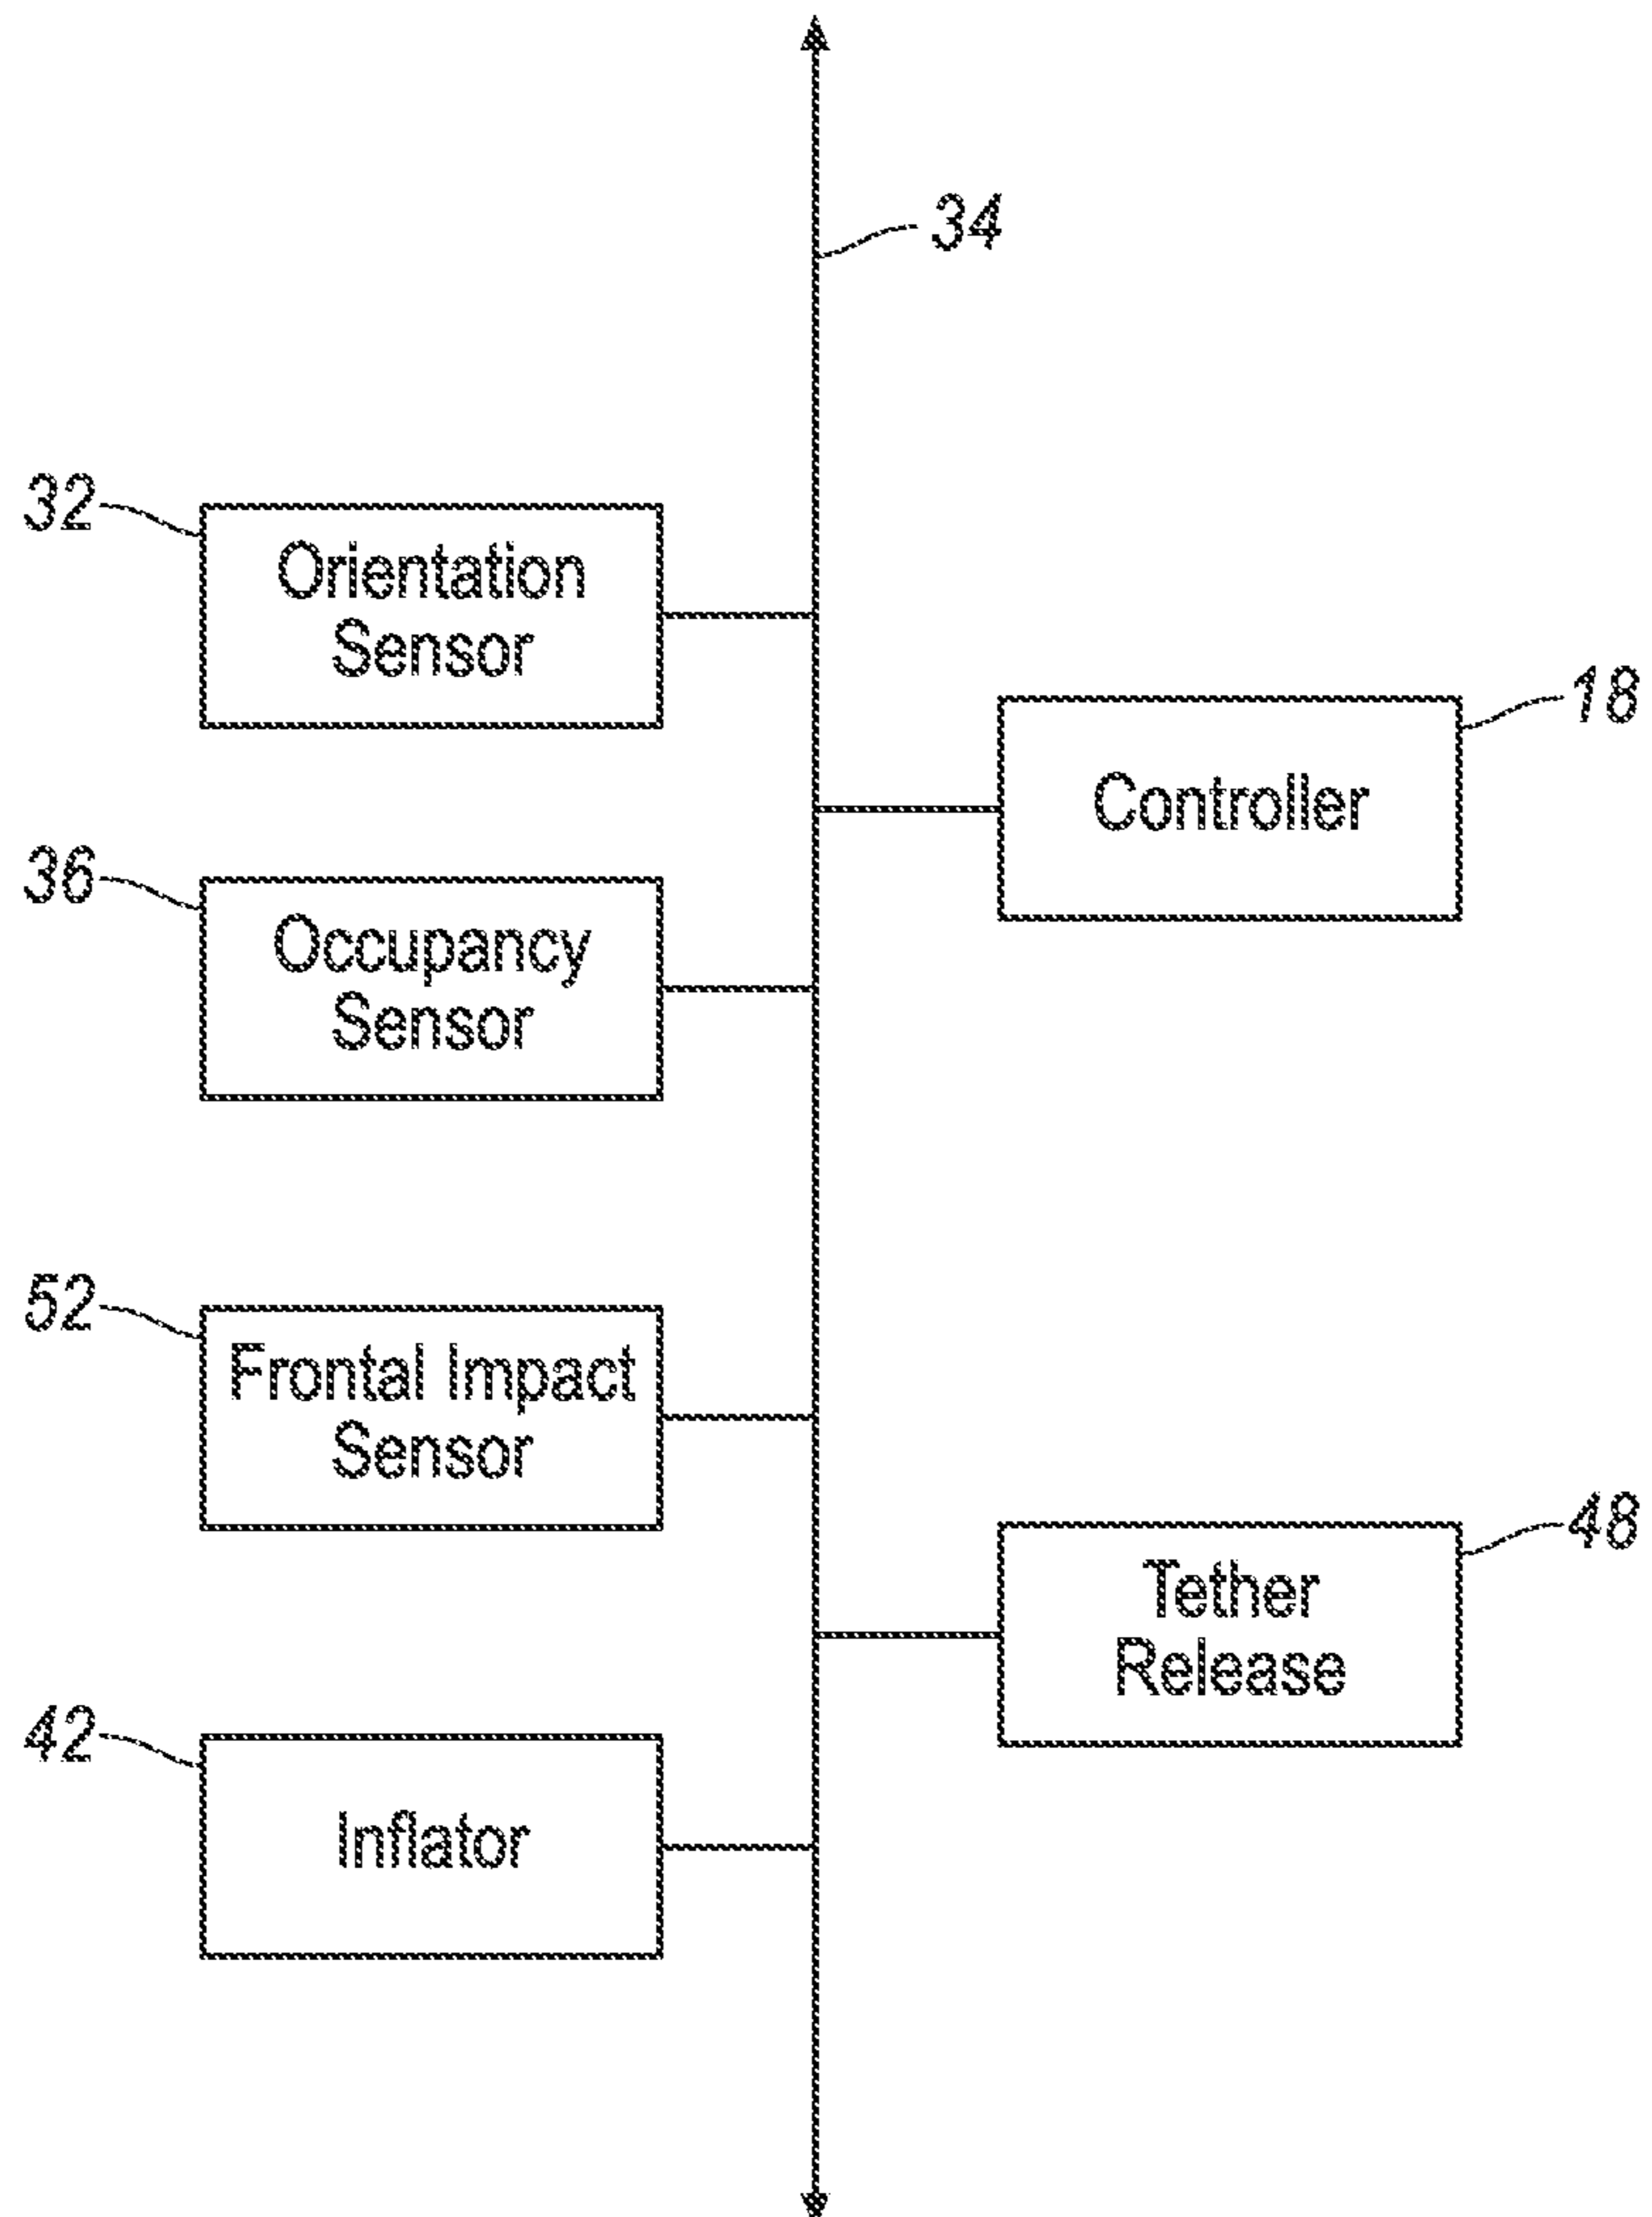 34
32
Orientation
Sensor
18
Controller
36
Occupancy
Sensor
52
Frontal Impact
Sensor
48
Tether
Release
42
Inflator